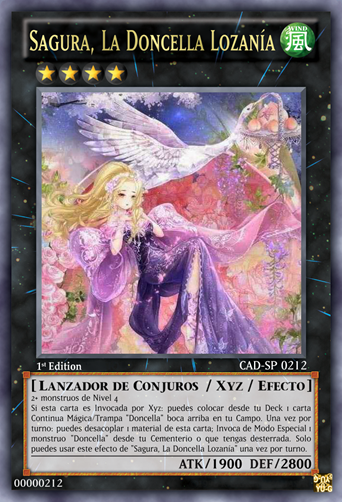 SAGURA, LA DONCELLA LOZANÍA
WIND
風
1st Edition
CAD-SP 0212
[ LANZADOR DE CONJUROS / XYZ / EFECTO ]
2+ monstruos de Nivel 4
Si esta carta es Invocada por Xyz: puedes colocar desde tu Deck 1 carta
Continua Mágica/Trampa "Doncella" boca arriba en tu Campo. Una vez por
turno: puedes desacoplar 1 material de esta carta; Invoca de Modo Especial 1
monstruo "Doncella" desde tu Cementerio o que tengas desterrada. Solo
puedes usar este efecto de "Sagura, La Doncella Lozanía" una vez por turno.
ATK/1900 DEF/2800
00000212